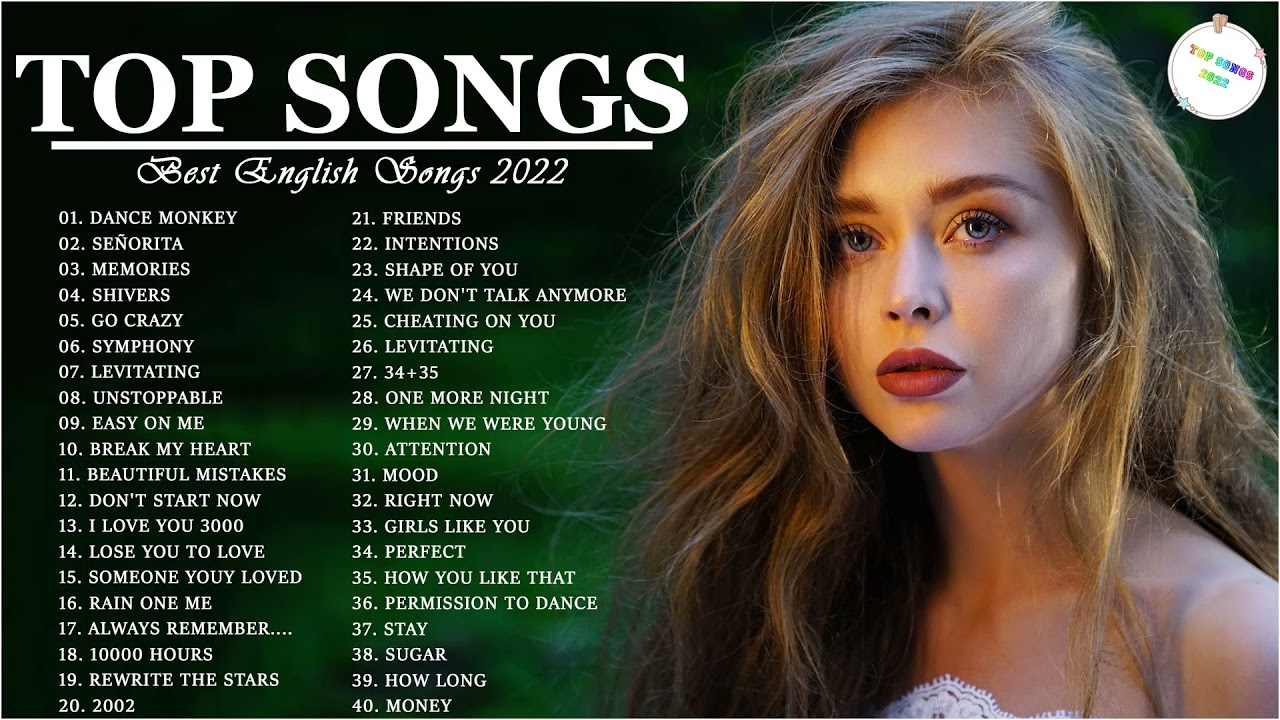 TOP SONGS
Best English Songs 2022
01. DANCE MONKEY
02. SEÑORITA
03. MEMORIES
04. SHIVERS
05. GO CRAZY
06. SYMPHONY
07. LEVITATING
08. UNSTOPPABLE
09. EASY ON ME
10. BREAK MY HEART
11. BEAUTIFUL MISTAKES
12. DON'T START NOW
13. I LOVE YOU 3000
14. LOSE YOU TO LOVE
15. SOMEONE YOUY LOVED
16. RAIN ONE ME
17. ALWAYS REMEMBER....
18. 10000 HOURS
19. REWRITE THE STARS
20. 2002
21. FRIENDS
22. INTENTIONS
23. SHAPE OF YOU
24. WE DON'T TALK ANYMORE
25. CHEATING ON YOU
26. LEVITATING
27. 34+35
28. ONE MORE NIGHT
29. WHEN WE WERE YOUNG
30. ATTENTION
31. MOOD
32. RIGHT NOW
33. GIRLS LIKE YOU
34. PERFECT
35. HOW YOU LIKE THAT
36. PERMISSION TO DANCE
37. STAY
38. SUGAR
39. HOW LONG
40. MONEY
TOP SONGS
2022